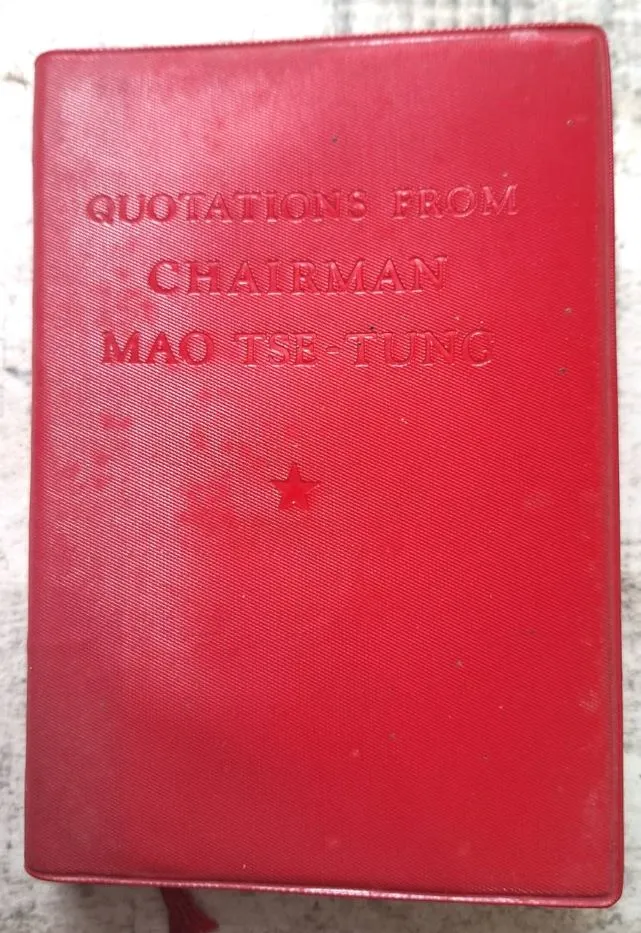 QUOTATIONS FROM
CHAIRMAN
MAO TSE-TUNG